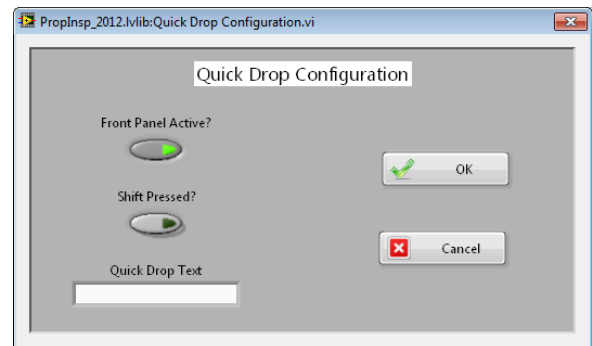 PropInsp_2012.lvlib:Quick Drop Configuration.vi
Quick Drop Configuration
Front Panel Active?
OK
Shift Pressed?
Cancel
Quick Drop Text